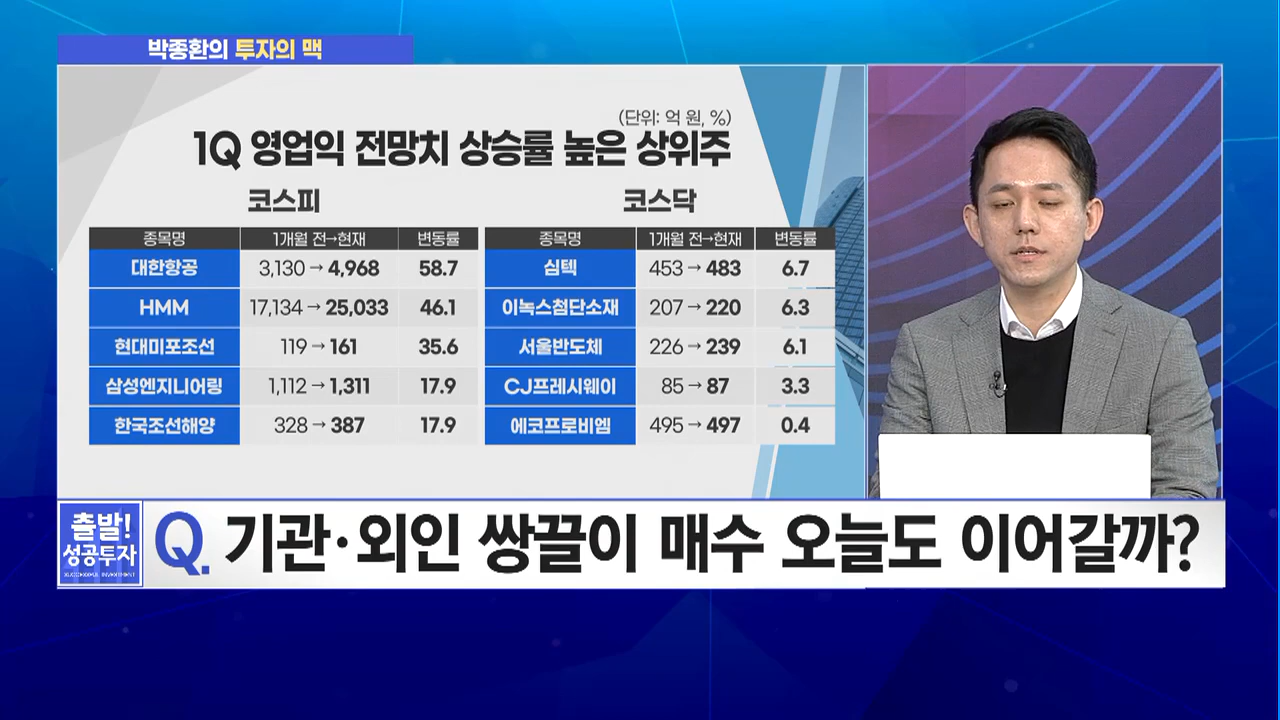 박종환의 투자의 맥
(단위: 억 원, %)
1Q 영업익 전망치 상승률 높은 상위주
코스피
종목명 1개월 전→현재 변동률
대한항공 3,130 → 4,968 58.7
HMM 17,134 → 25,033 46.1
현대미포조선 119 → 161 35.6
삼성엔지니어링 1,112 → 1,311 17.9
한국조선해양 328 → 387 17.9
코스닥
종목명 1개월 전→현재 변동률
심텍 453 → 483 6.7
이녹스첨단소재 207 → 220 6.3
서울반도체 226 → 239 6.1
CJ프레시웨이 85 → 87 3.3
에코프로비엠 495 → 497 0.4
출발!
성공투자
Q. 기관·외인 쌍끌이 매수 오늘도 이어갈까?